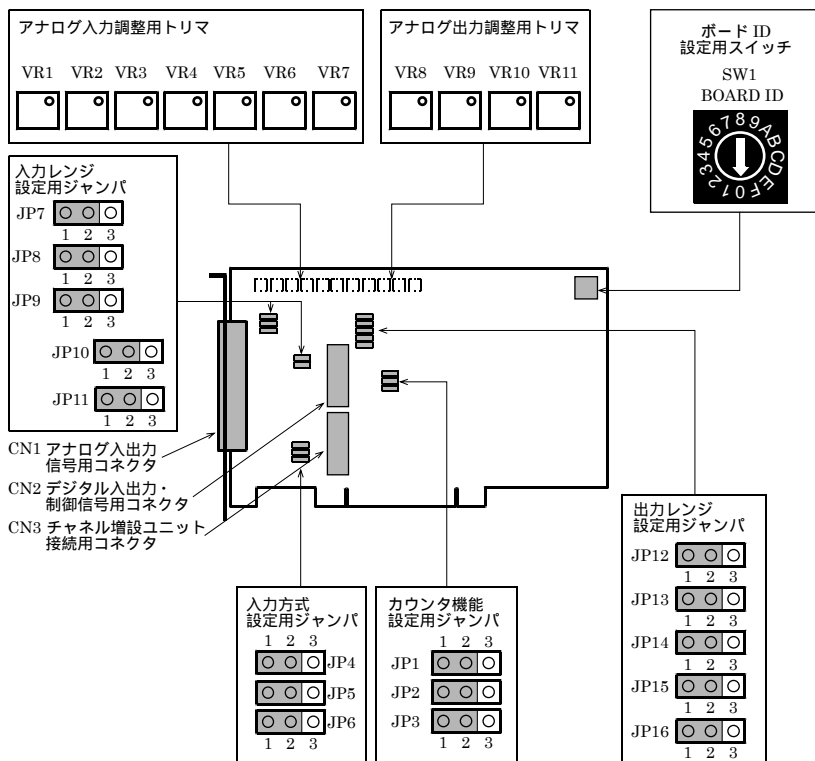 アナログ入力調整用トリマ
VR1 VR2 VR3 VR4 VR5 VR6 VR7
アナログ出力調整用トリマ
VR8 VR9 VR10 VR11
ボード ID
設定用スイッチ
SW1
BOARD ID
0123456789ABCDEF
入力レンジ
設定用ジャンパ
JP7
1 2 3
JP8
1 2 3
JP9
1 2 3
JP10
1 2 3
JP11
1 2 3
CN1 アナログ入出力
信号用コネクタ
CN2 デジタル入出力・
制御信号用コネクタ
CN3 チャネル増設ユニット
接続用コネクタ
入力方式
設定用ジャンパ
1 2 3
JP4
JP5
JP6
1 2 3
カウンタ機能
設定用ジャンパ
1 2 3
JP1
JP2
JP3
1 2 3
出力レンジ
設定用ジャンパ
JP12
1 2 3
JP13
1 2 3
JP14
1 2 3
JP15
1 2 3
JP16
1 2 3